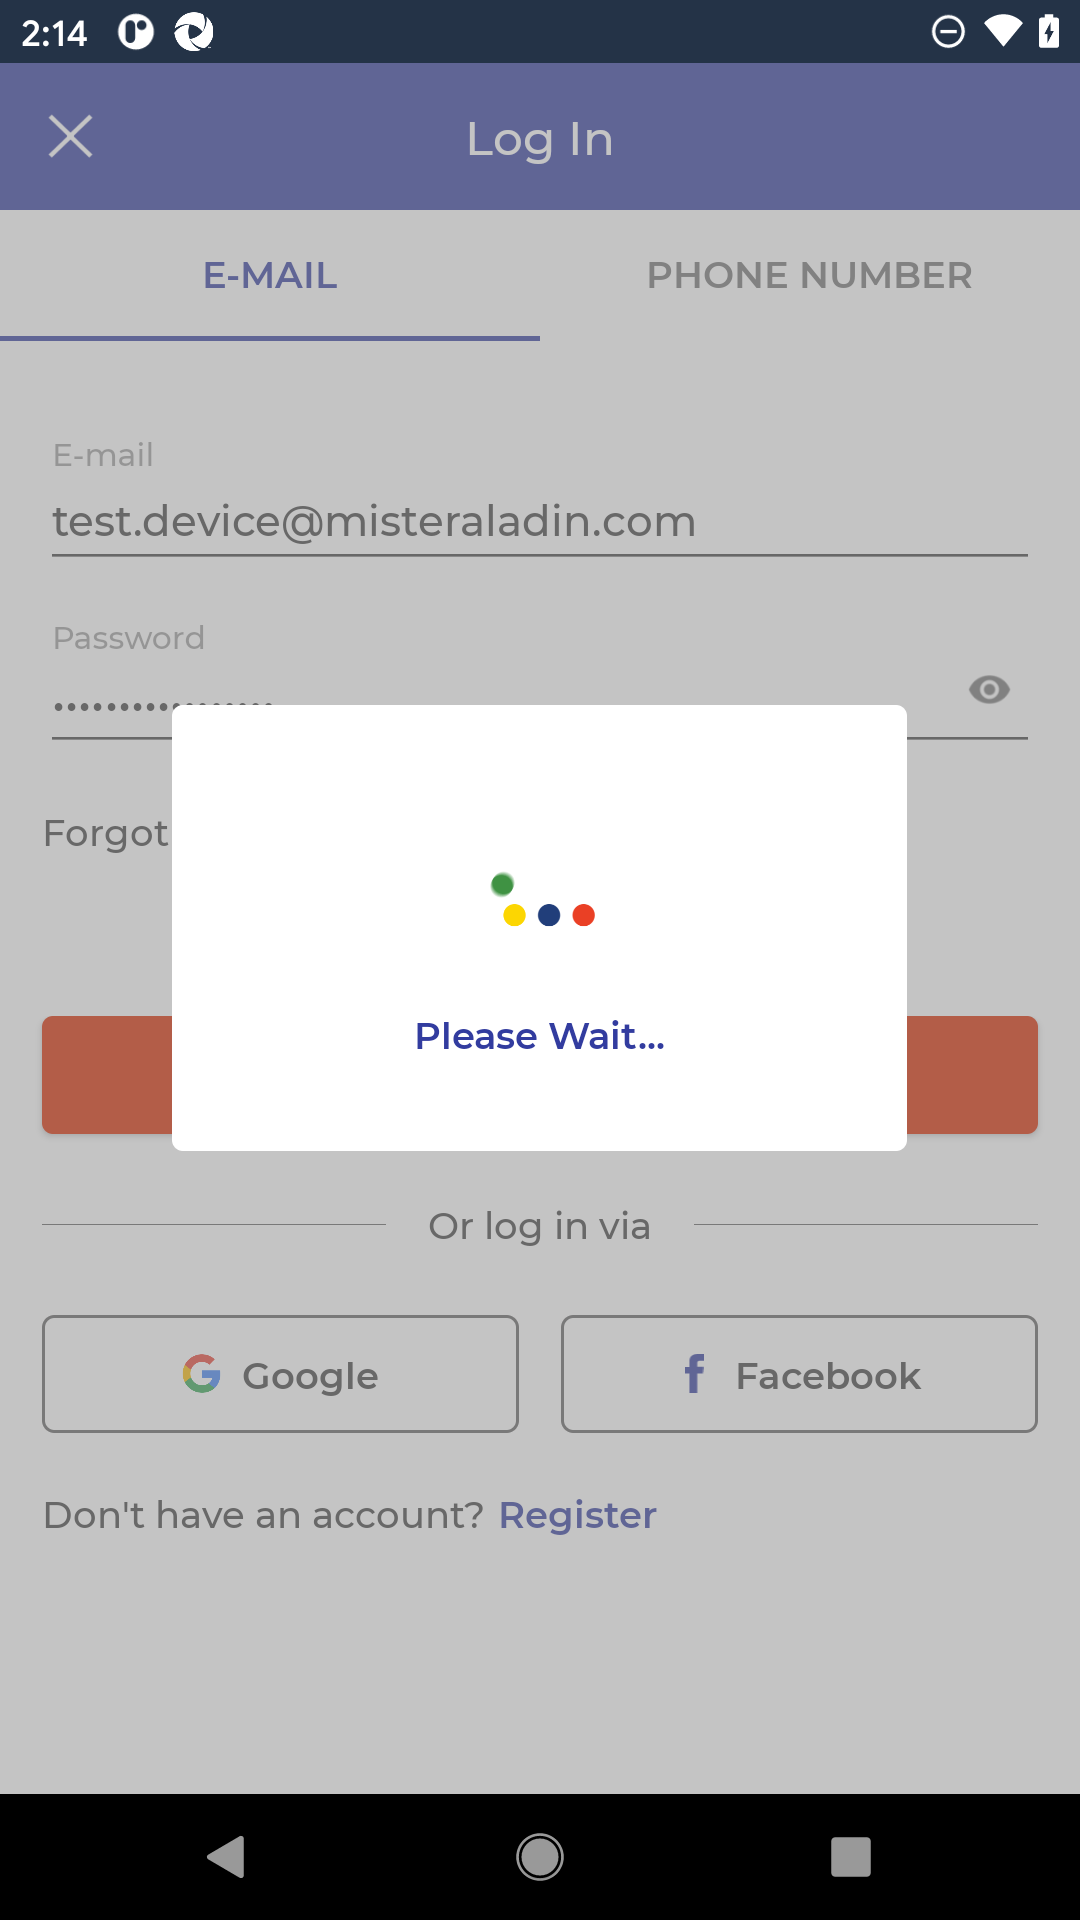 2:14
Log In
E-MAIL
PHONE NUMBER
E-mail
test.device@misteraladin.com
Password
•••••••••••••••••
Forgot
Please Wait...
Or log in via
Google
Facebook
Don't have an account? Register